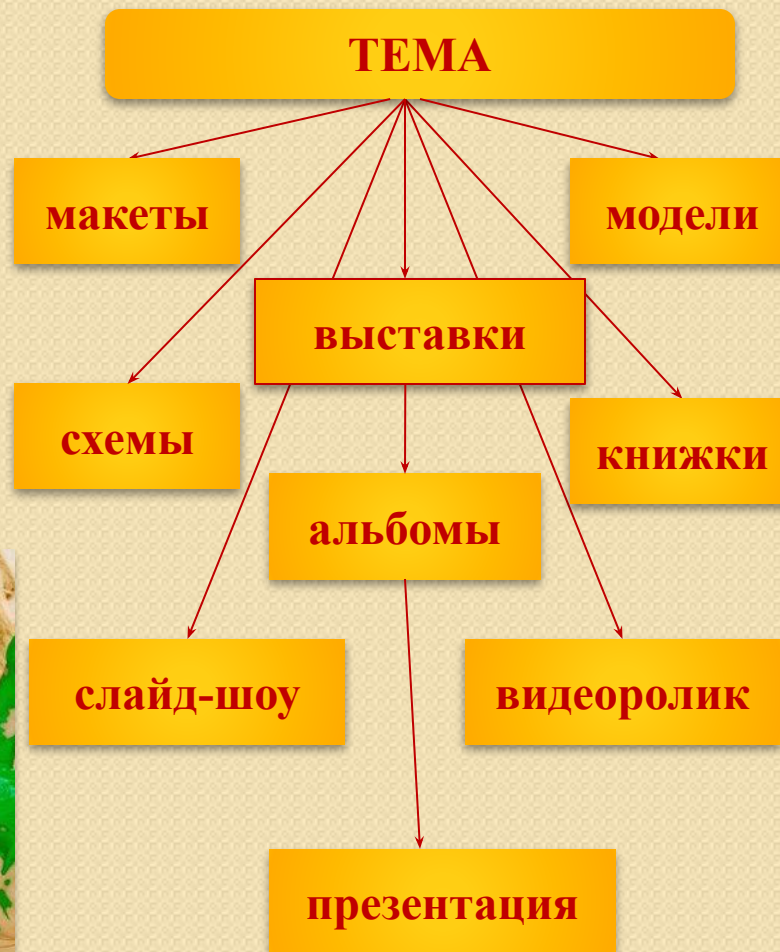 ТЕМА
макеты
модели
выставки
схемы
книжки
альбомы
слайд-шоу
видеоролик
презентация